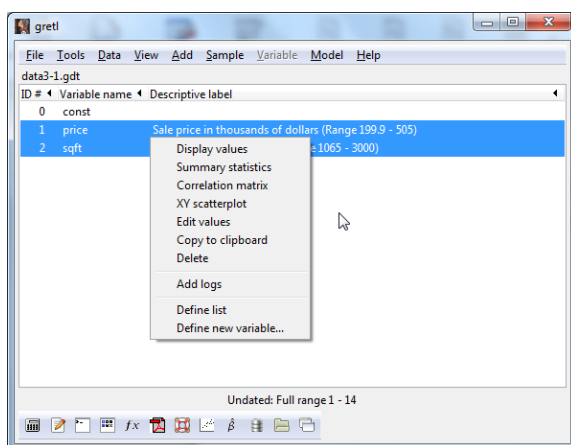 gretl
File Tools Data View Add Sample Variable Model Help
data3-1.gdt
ID # Variable name Descriptive label
0 const
1 price Sale price in thousands of dollars (Range 199.9 - 505)
2 sqft 1065 - 3000)
Display values
Summary statistics
Correlation matrix
XY scatterplot
Edit values
Copy to clipboard
Delete
Add logs
Define list
Define new variable...
Undated: Full range 1 - 14
fx β̂